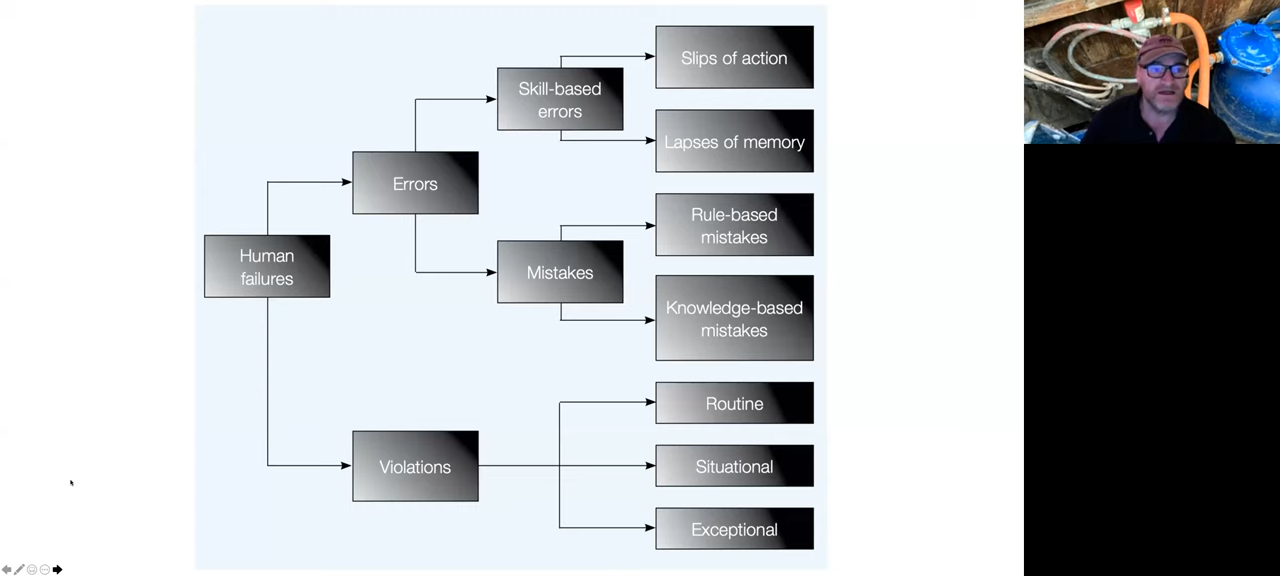 Slips of action
Skill-based
errors
Lapses of memory
Errors
Rule-based
mistakes
Human
failures
Mistakes
Knowledge-based
mistakes
Routine
Violations
Situational
Exceptional